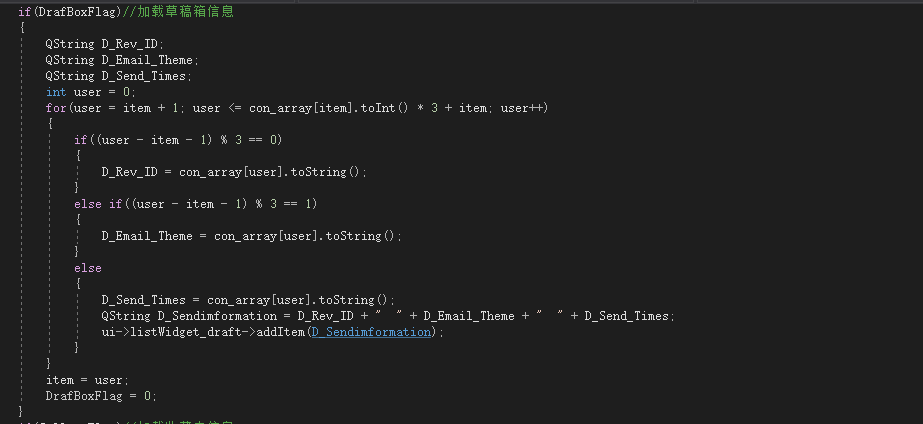 if(DrafBoxFlag)//加载草稿箱信息
{
QString D_Rev_ID;
QString D_Email_Theme;
QString D_Send_Times;
int user = 0;
for(user = item + 1; user <= con_array[item].toInt() * 3 + item; user++)
{
if((user - item - 1) % 3 == 0)
{
D_Rev_ID = con_array[user].toString();
}
else if((user - item - 1) % 3 == 1)
{
D_Email_Theme = con_array[user].toString();
}
else
{
D_Send_Times = con_array[user].toString();
QString D_Sendimformation = D_Rev_ID + "  " + D_Email_Theme + "  " + D_Send_Times;
ui->listWidget_draft->addItem(D_Sendimformation);
}
}
item = user;
DrafBoxFlag = 0;
}